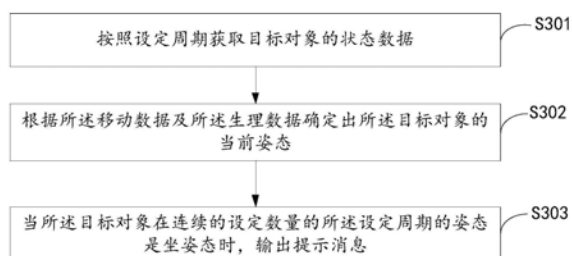 按照设定周期获取目标对象的状态数据
S301
根据所述移动数据及所述生理数据确定出所述目标对象的
当前姿态
S302
当所述目标对象在连续的设定数量的所述设定周期的姿态
是坐姿态时，输出提示消息
S303